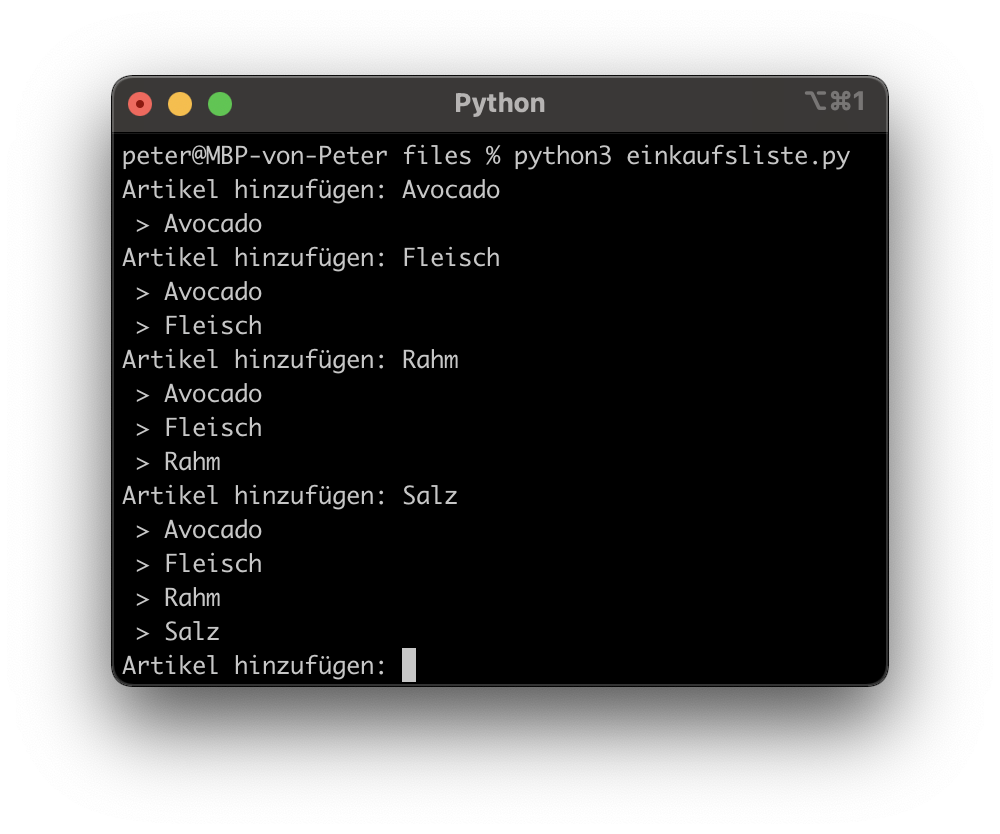 Python ⌥⌘1
peter@MBP-von-Peter files % python3 einkaufsliste.py
Artikel hinzufügen: Avocado
 > Avocado
Artikel hinzufügen: Fleisch
 > Avocado
 > Fleisch
Artikel hinzufügen: Rahm
 > Avocado
 > Fleisch
 > Rahm
Artikel hinzufügen: Salz
 > Avocado
 > Fleisch
 > Rahm
 > Salz
Artikel hinzufügen: